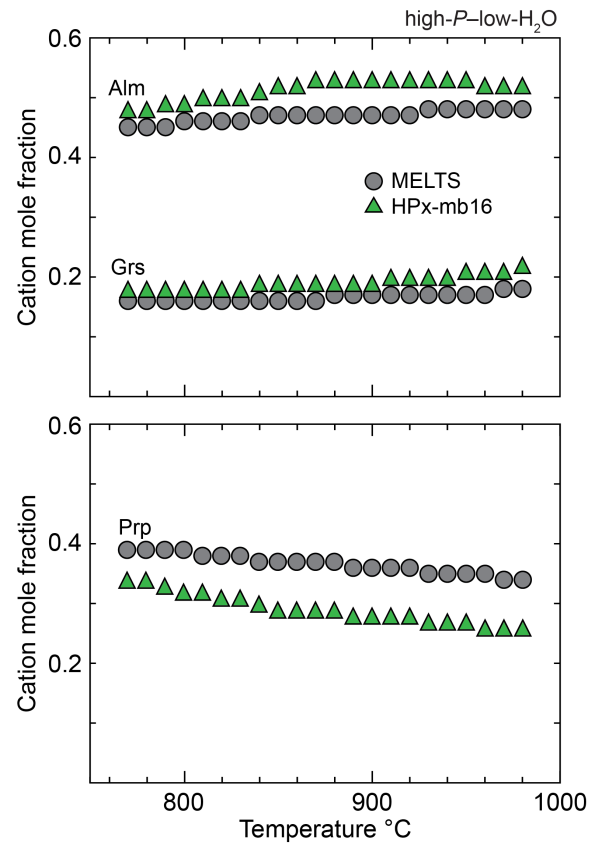 high-P–low-H₂O
0.6
Alm
0.4
MELTS
HPx-mb16
Grs
0.2
Cation mole fraction
0.6
Prp
0.4
0.2
Cation mole fraction
800 900 1000
Temperature °C